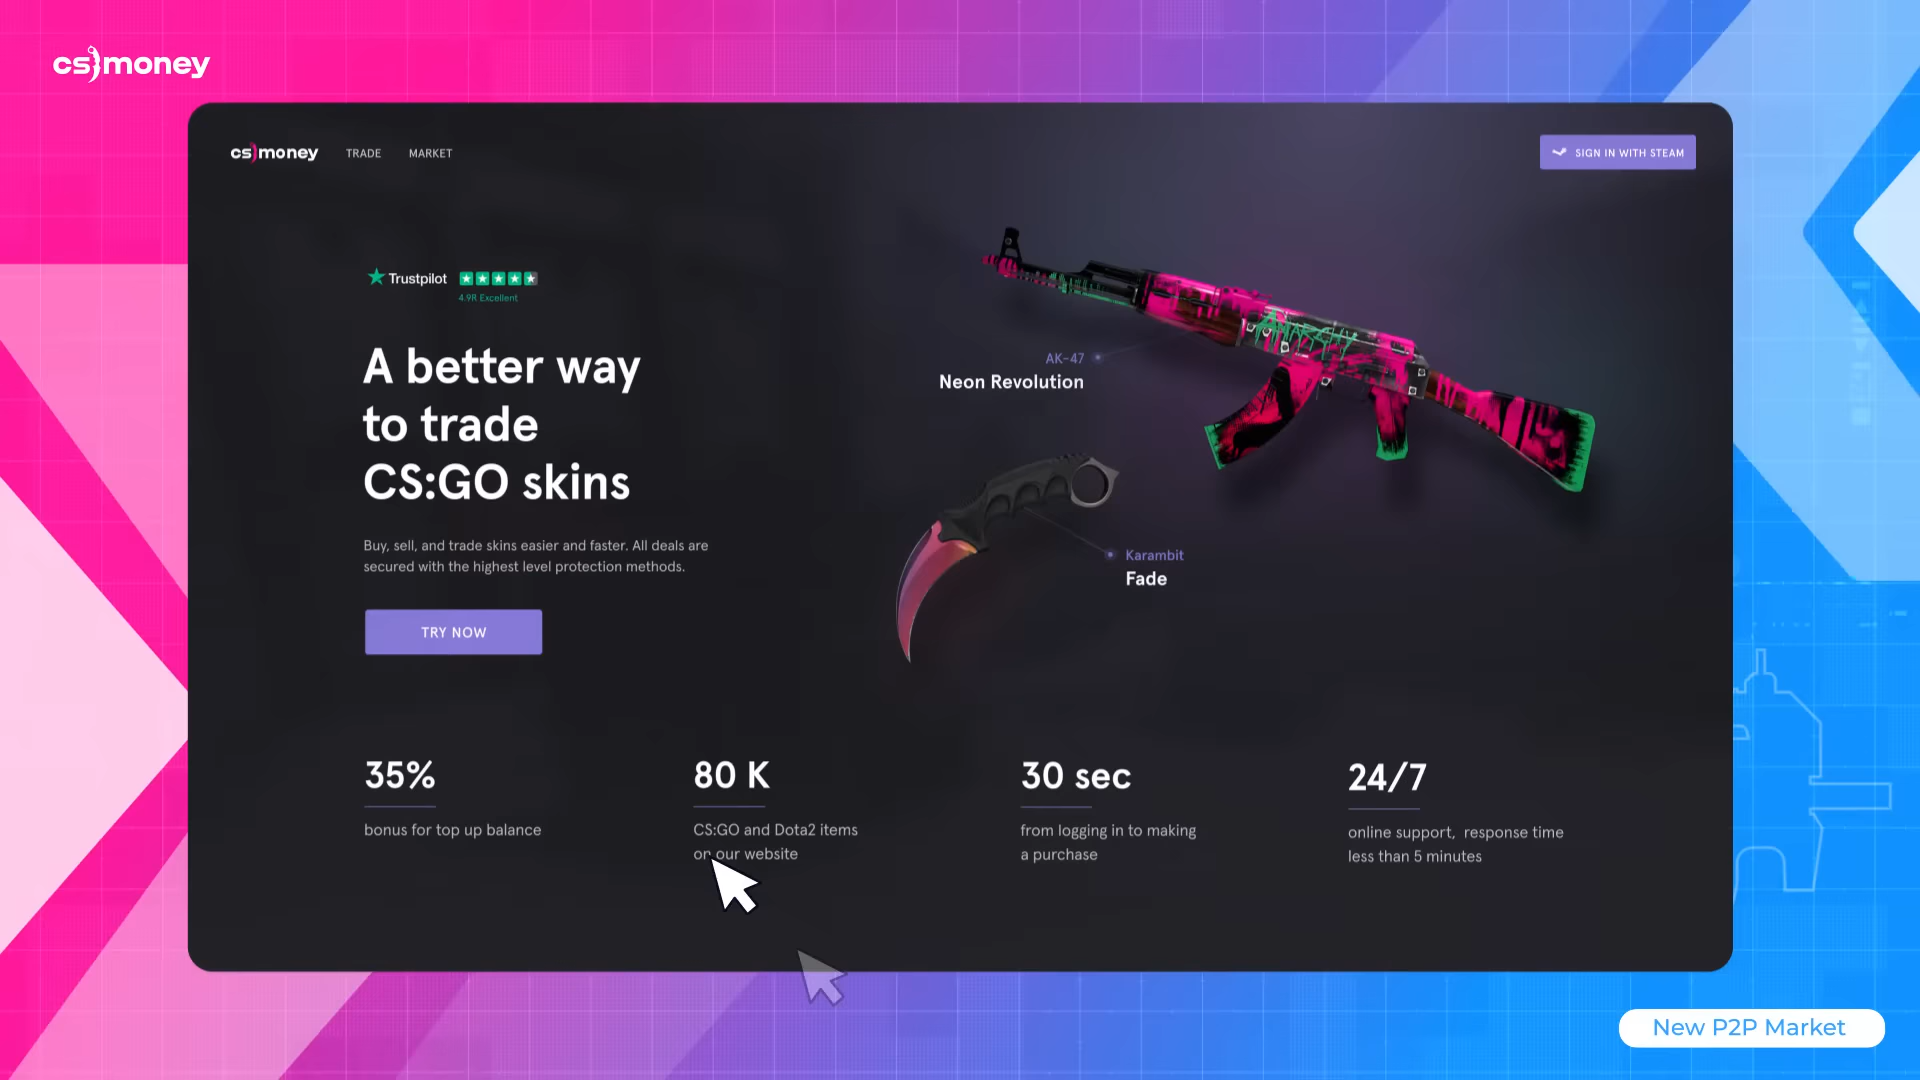 cs money
cs money TRADE MARKET
SIGN IN WITH STEAM
Trustpilot
4.9R Excellent
A better way
to trade
CS:GO skins
Buy, sell, and trade skins easier and faster. All deals are
secured with the highest level protection methods.
TRY NOW
AK-47
Neon Revolution
ANARCHY
Karambit
Fade
35%
bonus for top up balance
80 K
CS:GO and Dota2 items
on our website
30 sec
from logging in to making
a purchase
24/7
online support, response time
less than 5 minutes
New P2P Market